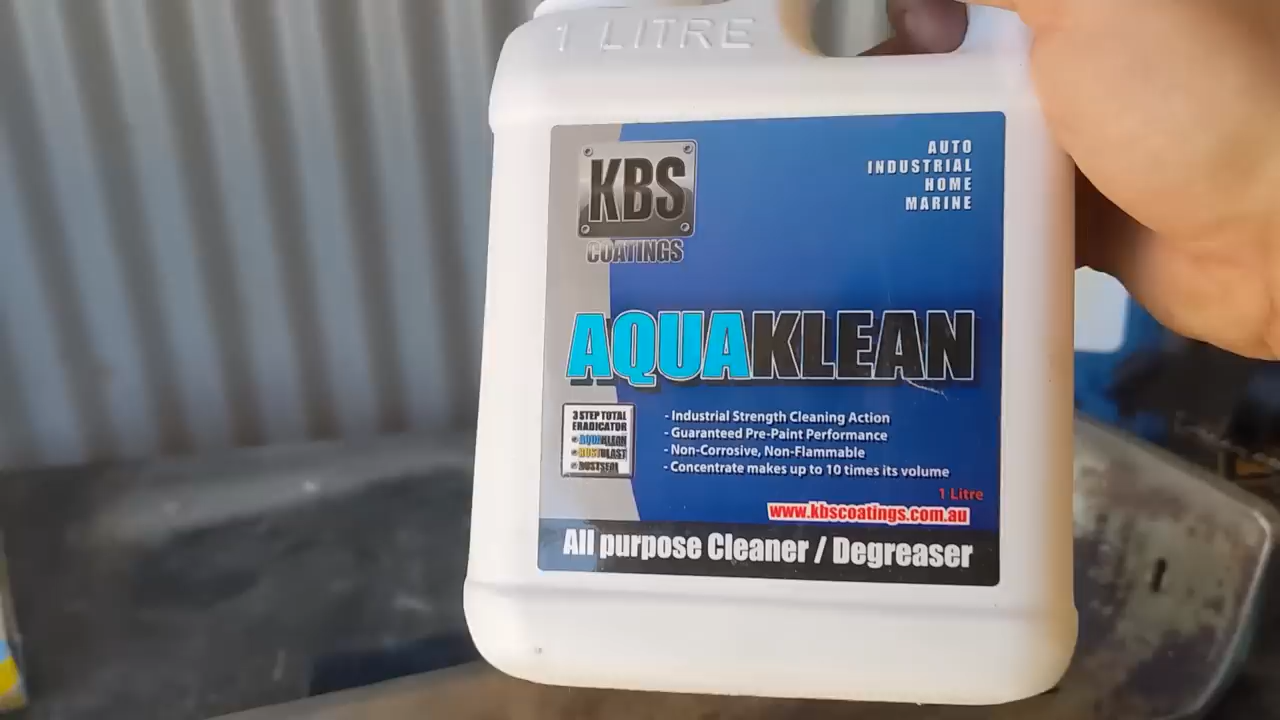 1 LITRE
KBS
COATINGS
AUTO
INDUSTRIAL
HOME
MARINE
AQUAKLEAN
3 STEP TOTAL
ERADICATOR
AQUAKLEAN
RUSTBLAST
RUSTSEAL
- Industrial Strength Cleaning Action
- Guaranteed Pre-Paint Performance
- Non-Corrosive, Non-Flammable
- Concentrate makes up to 10 times its volume
1 Litre
www.kbscoatings.com.au
All purpose Cleaner / Degreaser